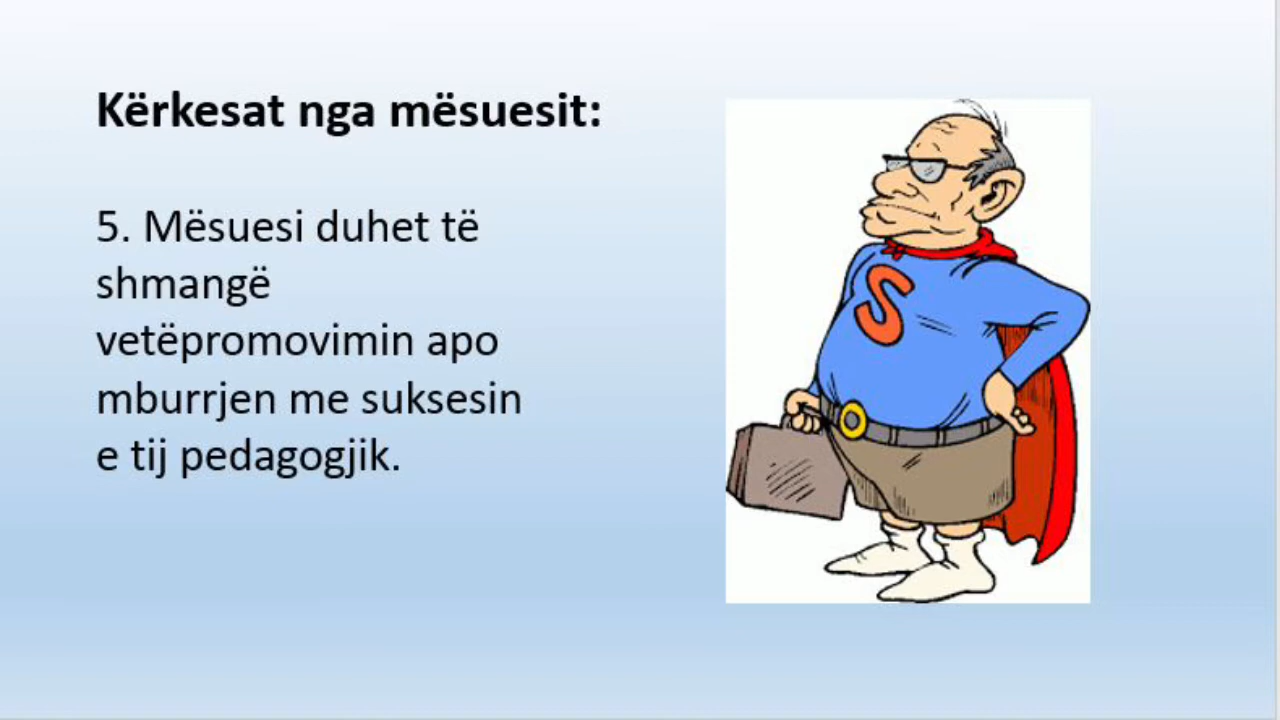 Kërkesat nga mësuesit:
5. Mësuesi duhet të
shmangë
vetëpromovimin apo
mburrjen me suksesin
e tij pedagogjik.
S